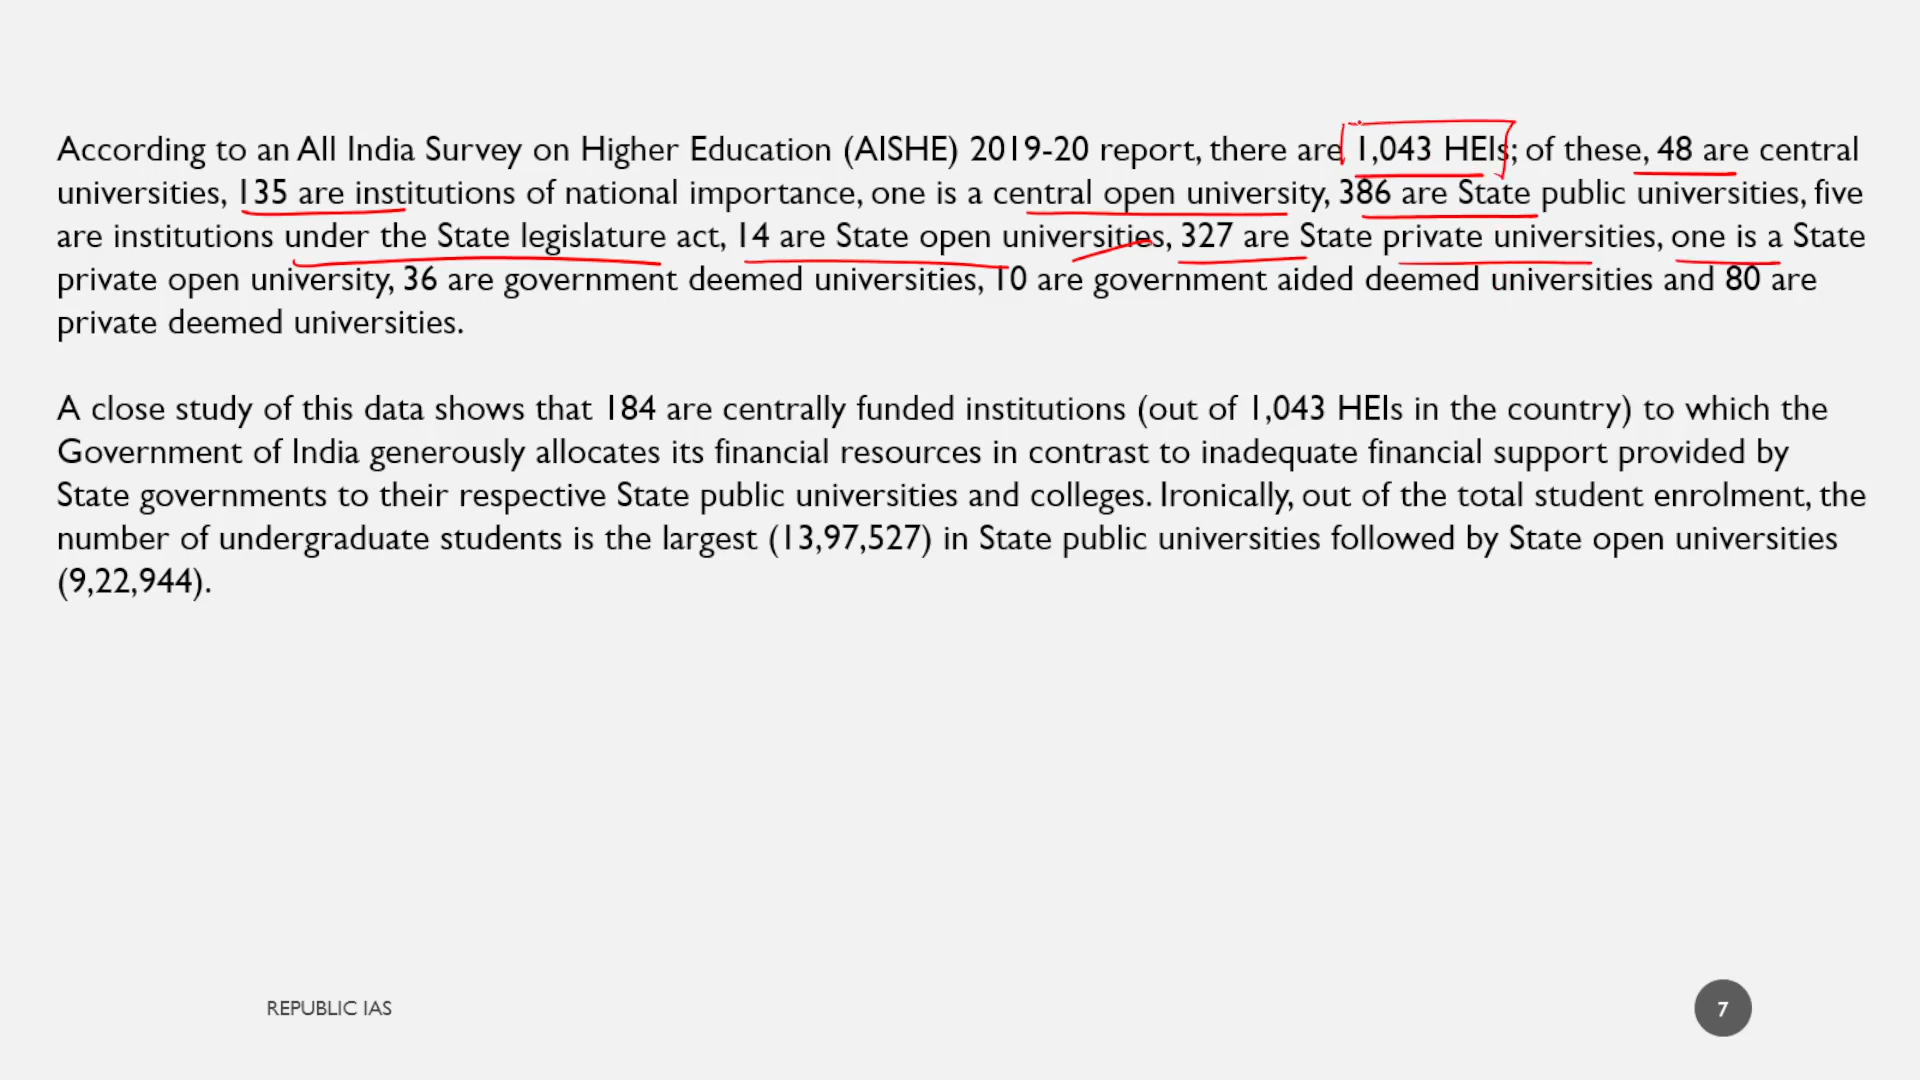 According to an All India Survey on Higher Education (AISHE) 2019-20 report, there are 1,043 HEIs; of these, 48 are central
universities, 135 are institutions of national importance, one is a central open university, 386 are State public universities, five
are institutions under the State legislature act, 14 are State open universities, 327 are State private universities, one is a State
private open university, 36 are government deemed universities, 10 are government aided deemed universities and 80 are
private deemed universities.
A close study of this data shows that 184 are centrally funded institutions (out of 1,043 HEIs in the country) to which the
Government of India generously allocates its financial resources in contrast to inadequate financial support provided by
State governments to their respective State public universities and colleges. Ironically, out of the total student enrolment, the
number of undergraduate students is the largest (13,97,527) in State public universities followed by State open universities
(9,22,944).
REPUBLIC IAS
7